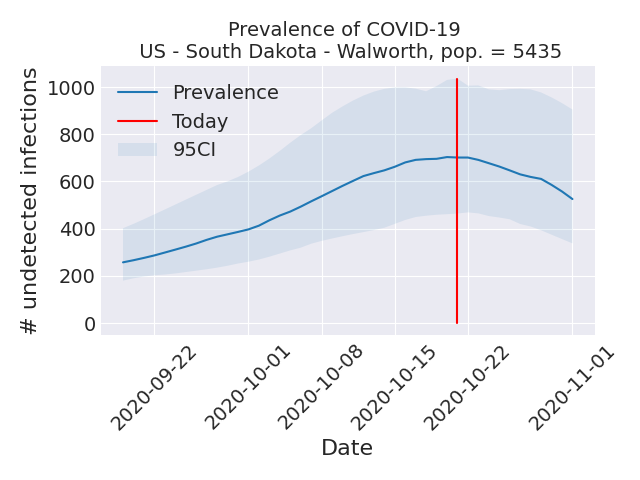 Prevalence of COVID-19
US - South Dakota - Walworth, pop. = 5435
# undetected infections
1000
800
600
400
200
0
Prevalence
Today
95CI
2020-09-22
2020-10-01
2020-10-08
2020-10-15
2020-10-22
2020-11-01
Date